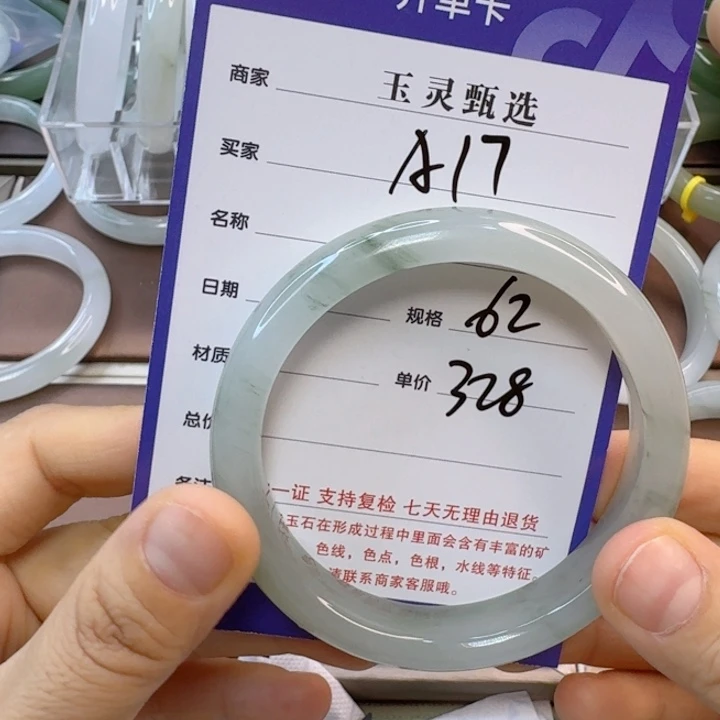 开单卡
商家 玉灵甄选
买家 A17
名称
日期
规格 62
材质
单价 328
总价
备注
一证 支持复检 七天无理由退货
玉石在形成过程中里面会含有丰富的矿
色线,色点,色根,水线等特征。
请联系商家客服哦。